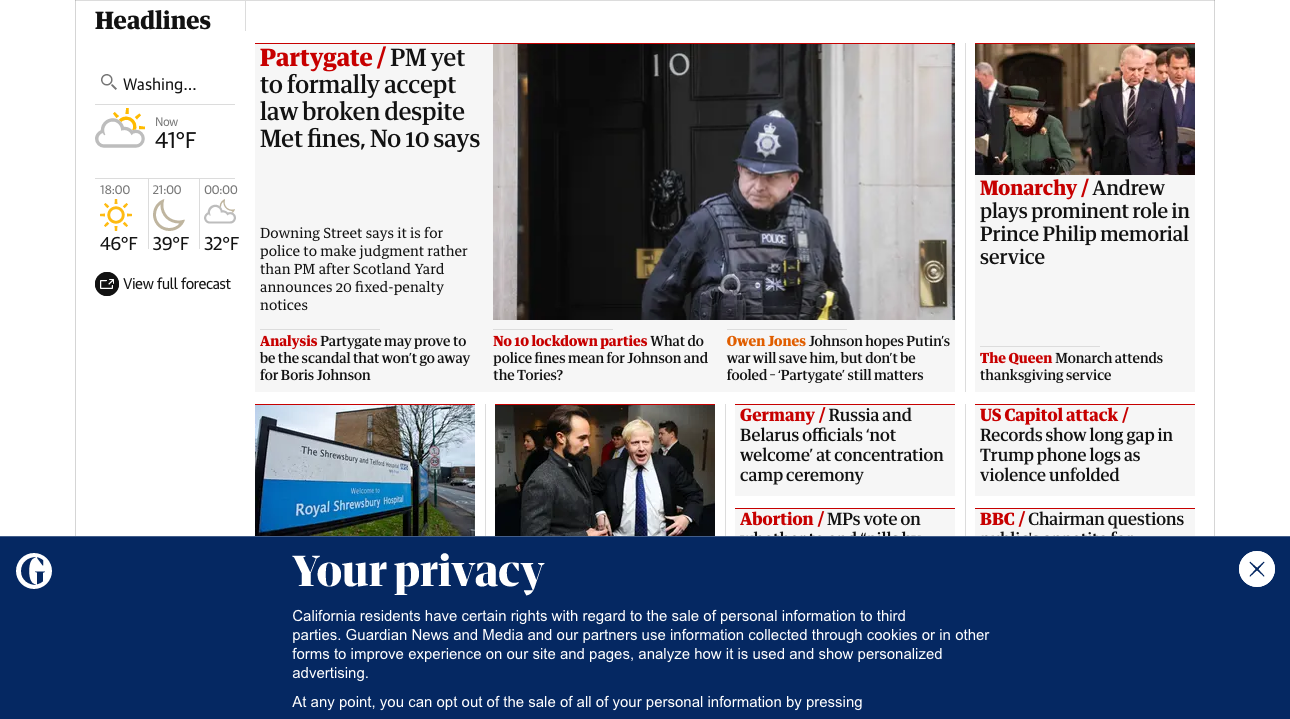 Headlines
Washing...
Now
41°F
18:00
21:00
00:00
46°F
39°F
32°F
View full forecast
Partygate / PM yet
to formally accept
law broken despite
Met fines, No 10 says
Downing Street says it is for
police to make judgment rather
than PM after Scotland Yard
announces 20 fixed-penalty
notices
10
POLICE
Monarchy / Andrew
plays prominent role in
Prince Philip memorial
service
Analysis Partygate may prove to
be the scandal that won't go away
for Boris Johnson
No 10 lockdown parties What do
police fines mean for Johnson and
the Tories?
Owen Jones Johnson hopes Putin's
war will save him, but don't be
fooled – 'Partygate' still matters
The Queen Monarch attends
thanksgiving service
The Shrewsbury and Telford Hospital
NHS
Welcome to
Royal Shrewsbury Hospital
Germany / Russia and
Belarus officials 'not
welcome' at concentration
camp ceremony
US Capitol attack /
Records show long gap in
Trump phone logs as
violence unfolded
Abortion / MPs vote on
BBC / Chairman questions
Your privacy
California residents have certain rights with regard to the sale of personal information to third
parties. Guardian News and Media and our partners use information collected through cookies or in other
forms to improve experience on our site and pages, analyze how it is used and show personalized
advertising.
At any point, you can opt out of the sale of all of your personal information by pressing